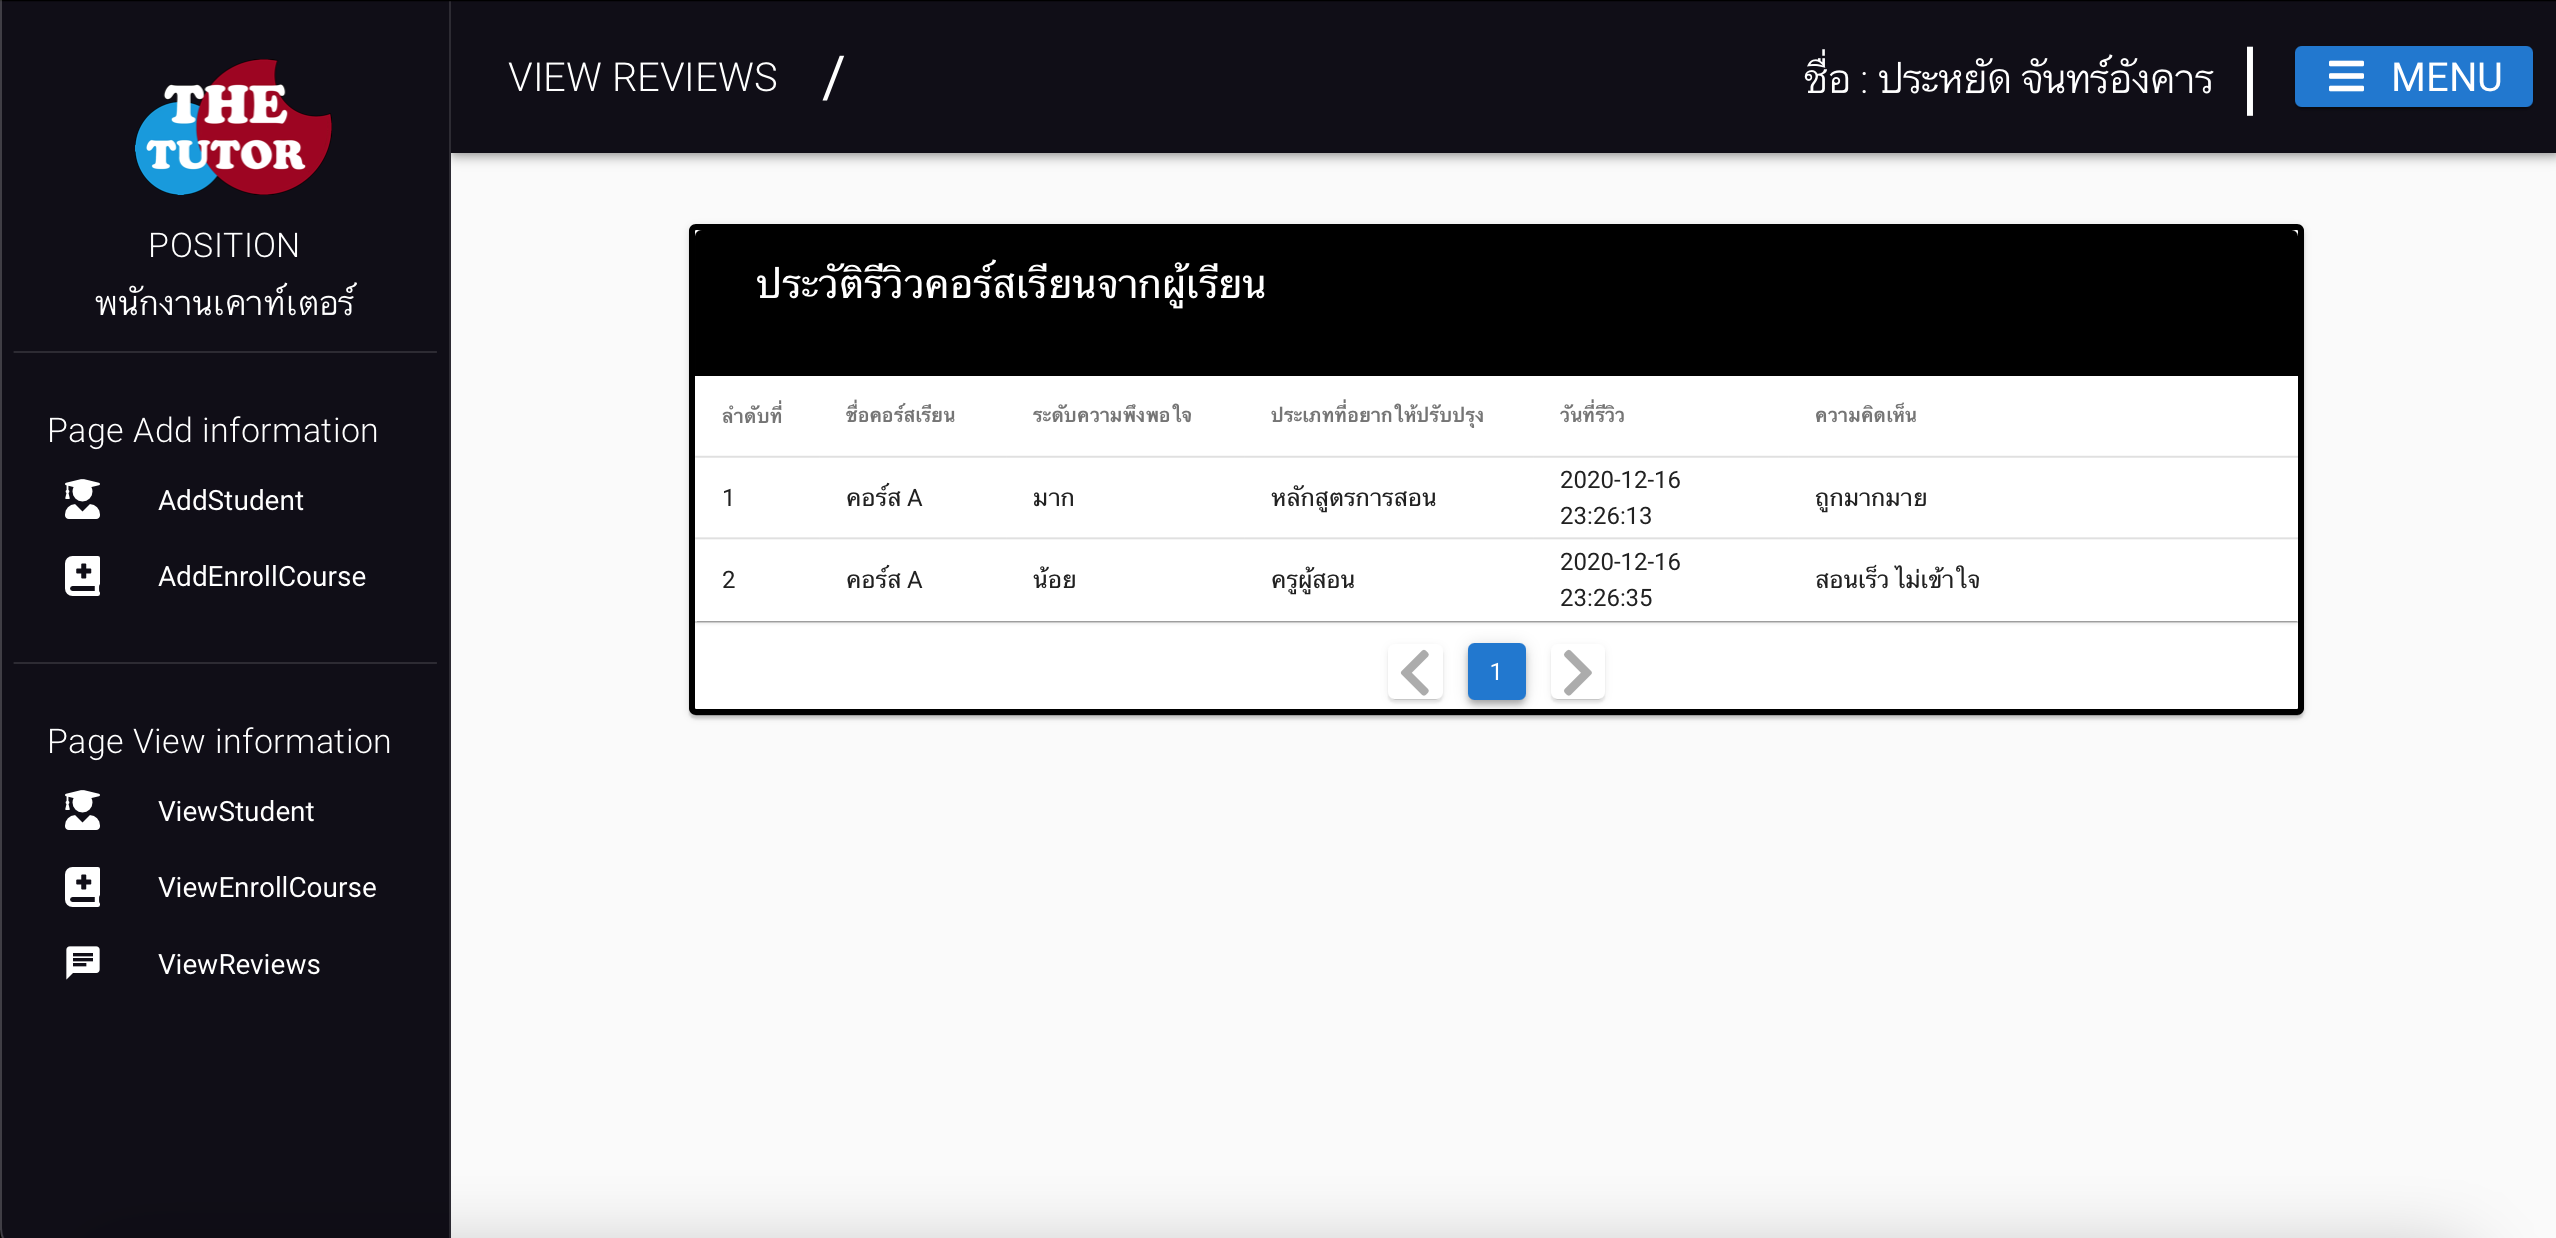 THE
TUTOR
POSITION
พนักงานเคาท์เตอร์
Page Add information
AddStudent
AddEnrollCourse
Page View information
ViewStudent
ViewEnrollCourse
ViewReviews
VIEW REVIEWS /
ชื่อ : ประหยัด จันทร์อังคาร
MENU
ประวัติรีวิวคอร์สเรียนจากผู้เรียน
ลำดับที่ ชื่อคอร์สเรียน ระดับความพึงพอใจ ประเภทที่อยากให้ปรับปรุง วันที่รีวิว ความคิดเห็น
1 คอร์ส A มาก หลักสูตรการสอน 2020-12-16 23:26:13 ถูกมากมาย
2 คอร์ส A น้อย ครูผู้สอน 2020-12-16 23:26:35 สอนเร็ว ไม่เข้าใจ
1